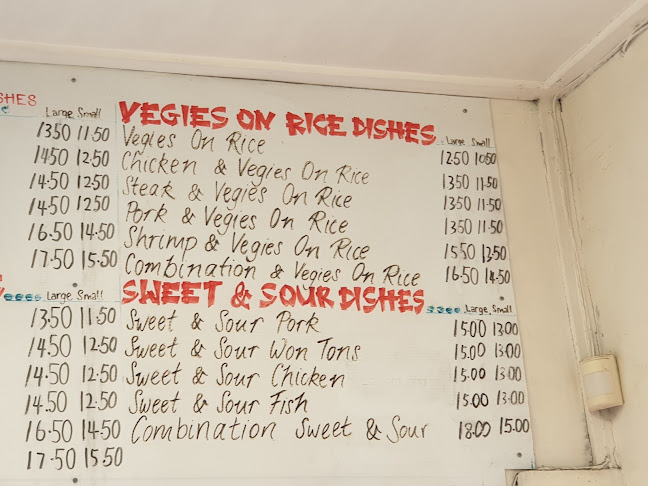 SHES
Large Small
13.50 11.50
14.50 12.50
14.50 12.50
14.50 12.50
16.50 14.50
17.50 15.50
Large Small
13.50 11.50
14.50 12.50
14.50 12.50
14.50 12.50
16.50 14.50
17.50 15.50
VEGIES ON RICE DISHES Large Small
Vegies On Rice 12.50 10.50
Chicken & Vegies On Rice 13.50 11.50
Steak & Vegies On Rice 13.50 11.50
Pork & Vegies On Rice 13.50 11.50
Shrimp & Vegies On Rice 15.50 13.50
Combination & Vegies On Rice 16.50 14.50
SWEET & SOUR DISHES Large Small
Sweet & Sour Pork 15.00 13.00
Sweet & Sour Won Tons 15.00 13.00
Sweet & Sour Chicken 15.00 13.00
Sweet & Sour Fish 15.00 13.00
Combination Sweet & Sour 18.00 15.00